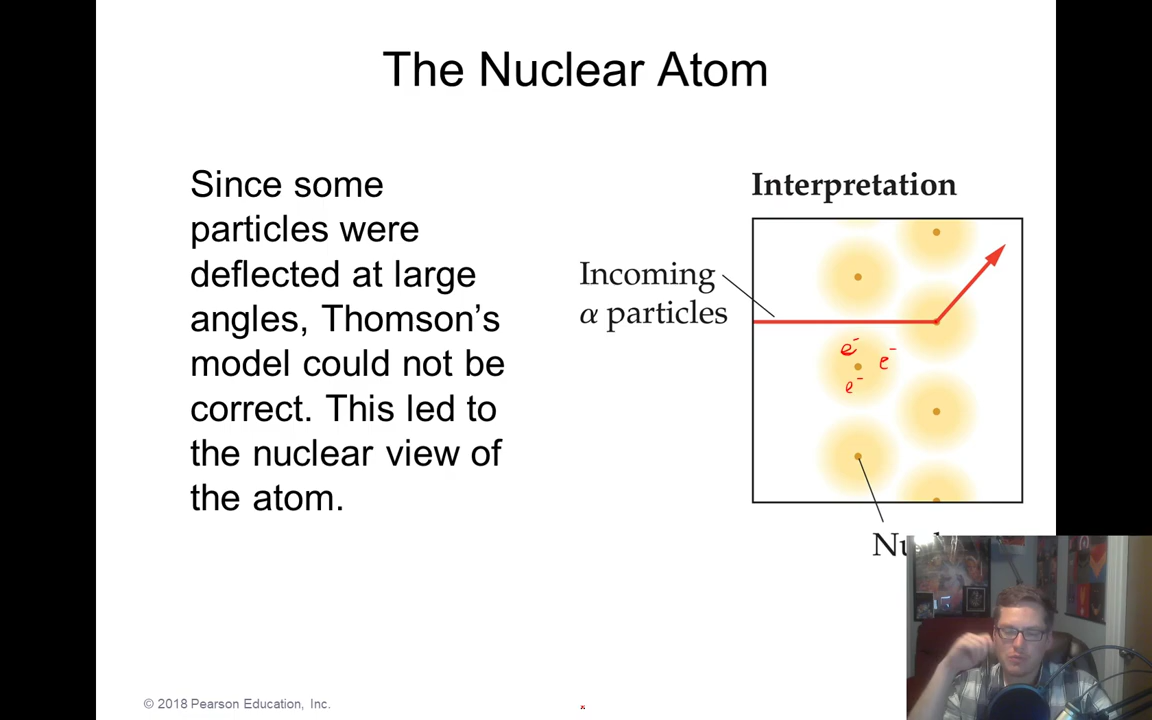 The Nuclear Atom
Since some
particles were
deflected at large
angles, Thomson’s
model could not be
correct. This led to
the nuclear view of
the atom.
Interpretation
Incoming
α particles
e⁻
e⁻
e⁻
© 2018 Pearson Education, Inc.